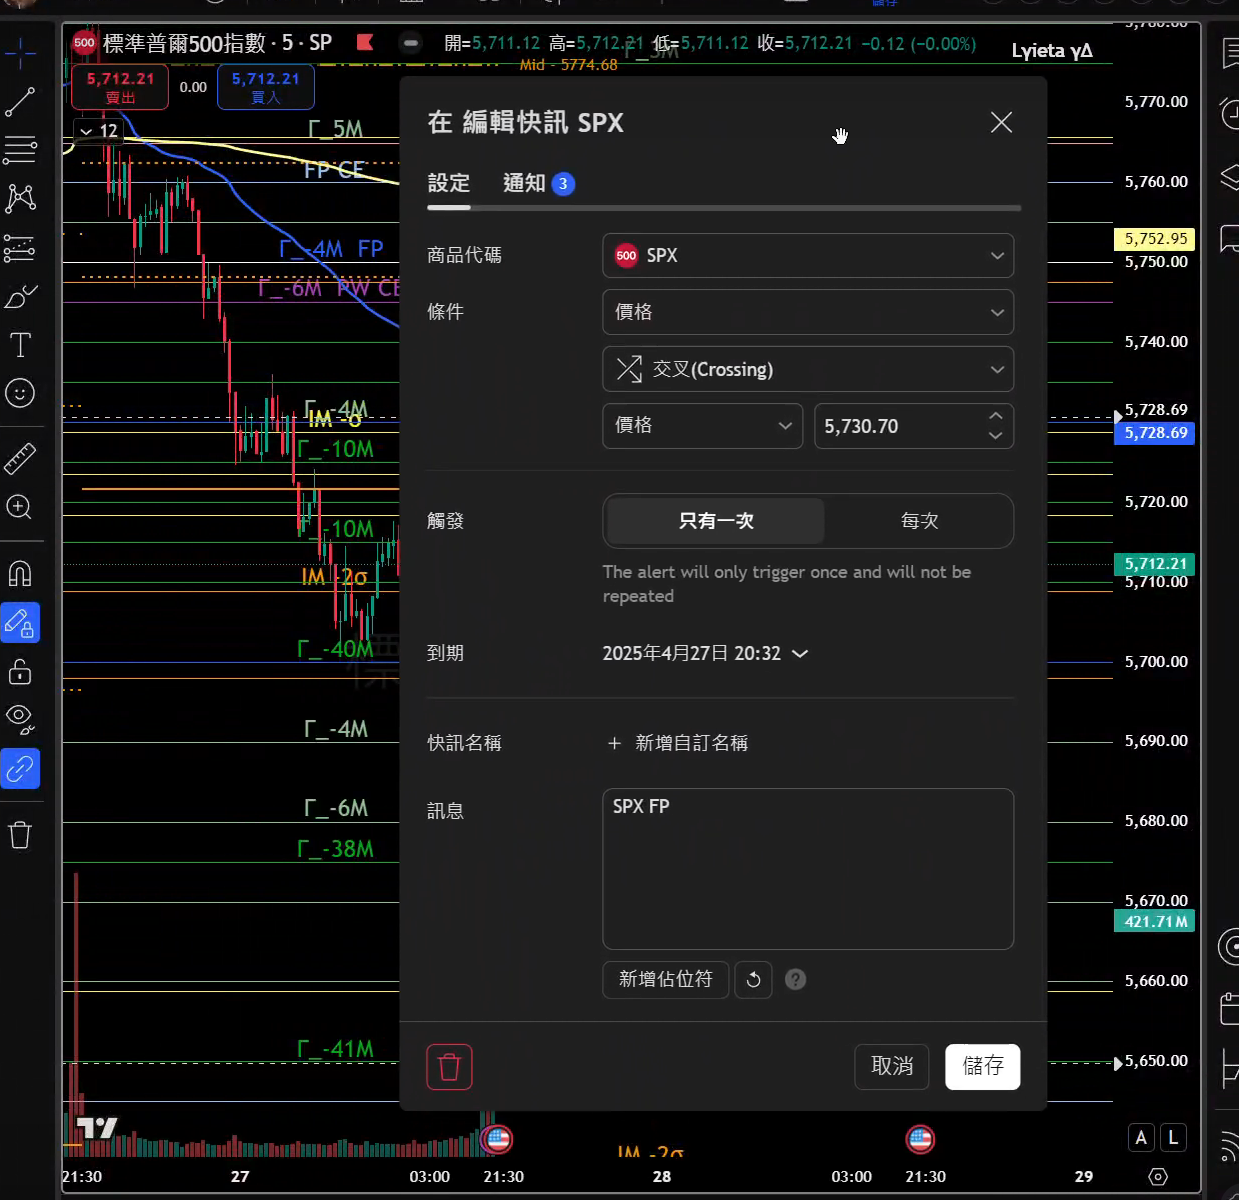 500 標準普爾500指數 · 5 · SP 開=5,711.12 高=5,712.21 低=5,711.12 收=5,712.21 −0.12 (−0.00%)
Lyieta γΔ
Mid - 5774.68
5,712.21
賣出
0.00
5,712.21
買入
12
Γ_5M
FP CE
Γ_-4M FP
Γ_-6M PW CE
Γ_-4M
IM -σ
Γ_-10M
Γ_-10M
IM -2σ
Γ_-40M
Γ_-4M
Γ_-6M
Γ_-38M
Γ_-41M
IM -2σ
在 編輯快訊 SPX
設定
通知 3
商品代碼
500 SPX
條件
價格
交叉(Crossing)
價格
5,730.70
觸發
只有一次
每次
The alert will only trigger once and will not be
repeated
到期
2025年4月27日 20:32
快訊名稱
+ 新增自訂名稱
訊息
SPX FP
新增佔位符
?
取消
儲存
5,770.00
5,760.00
5,752.95
5,750.00
5,740.00
5,728.69
5,728.69
5,720.00
5,712.21
5,710.00
5,700.00
5,690.00
5,680.00
5,670.00
421.71M
5,660.00
5,650.00
A L
21:30
27
03:00
21:30
28
03:00
21:30
29